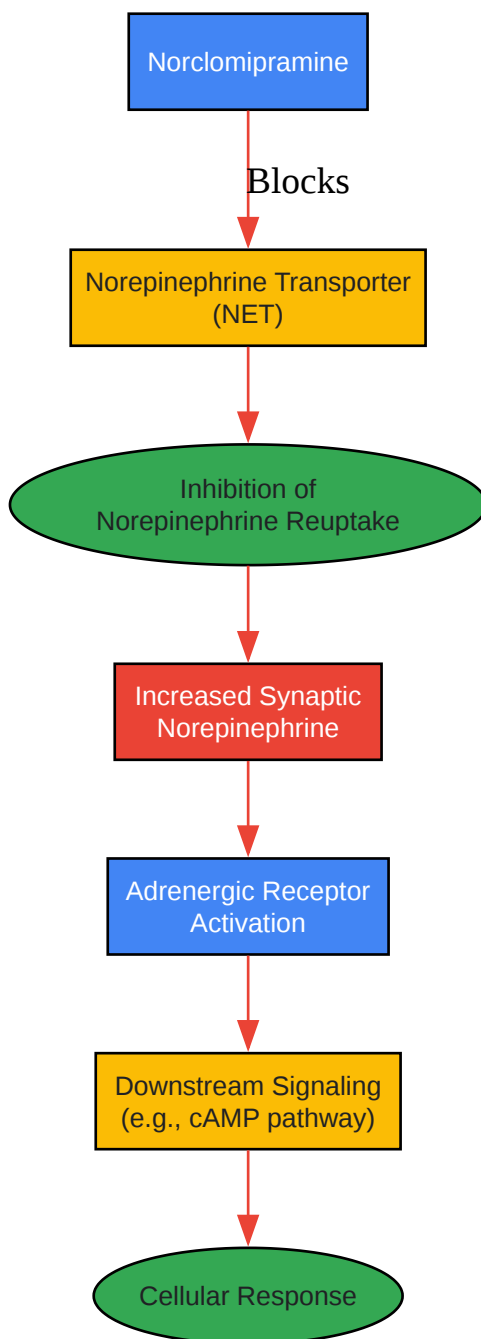 Norclomipramine
Blocks
Norepinephrine Transporter
(NET)
Inhibition of
Norepinephrine Reuptake
Increased Synaptic
Norepinephrine
Adrenergic Receptor
Activation
Downstream Signaling
(e.g., cAMP pathway)
Cellular Response